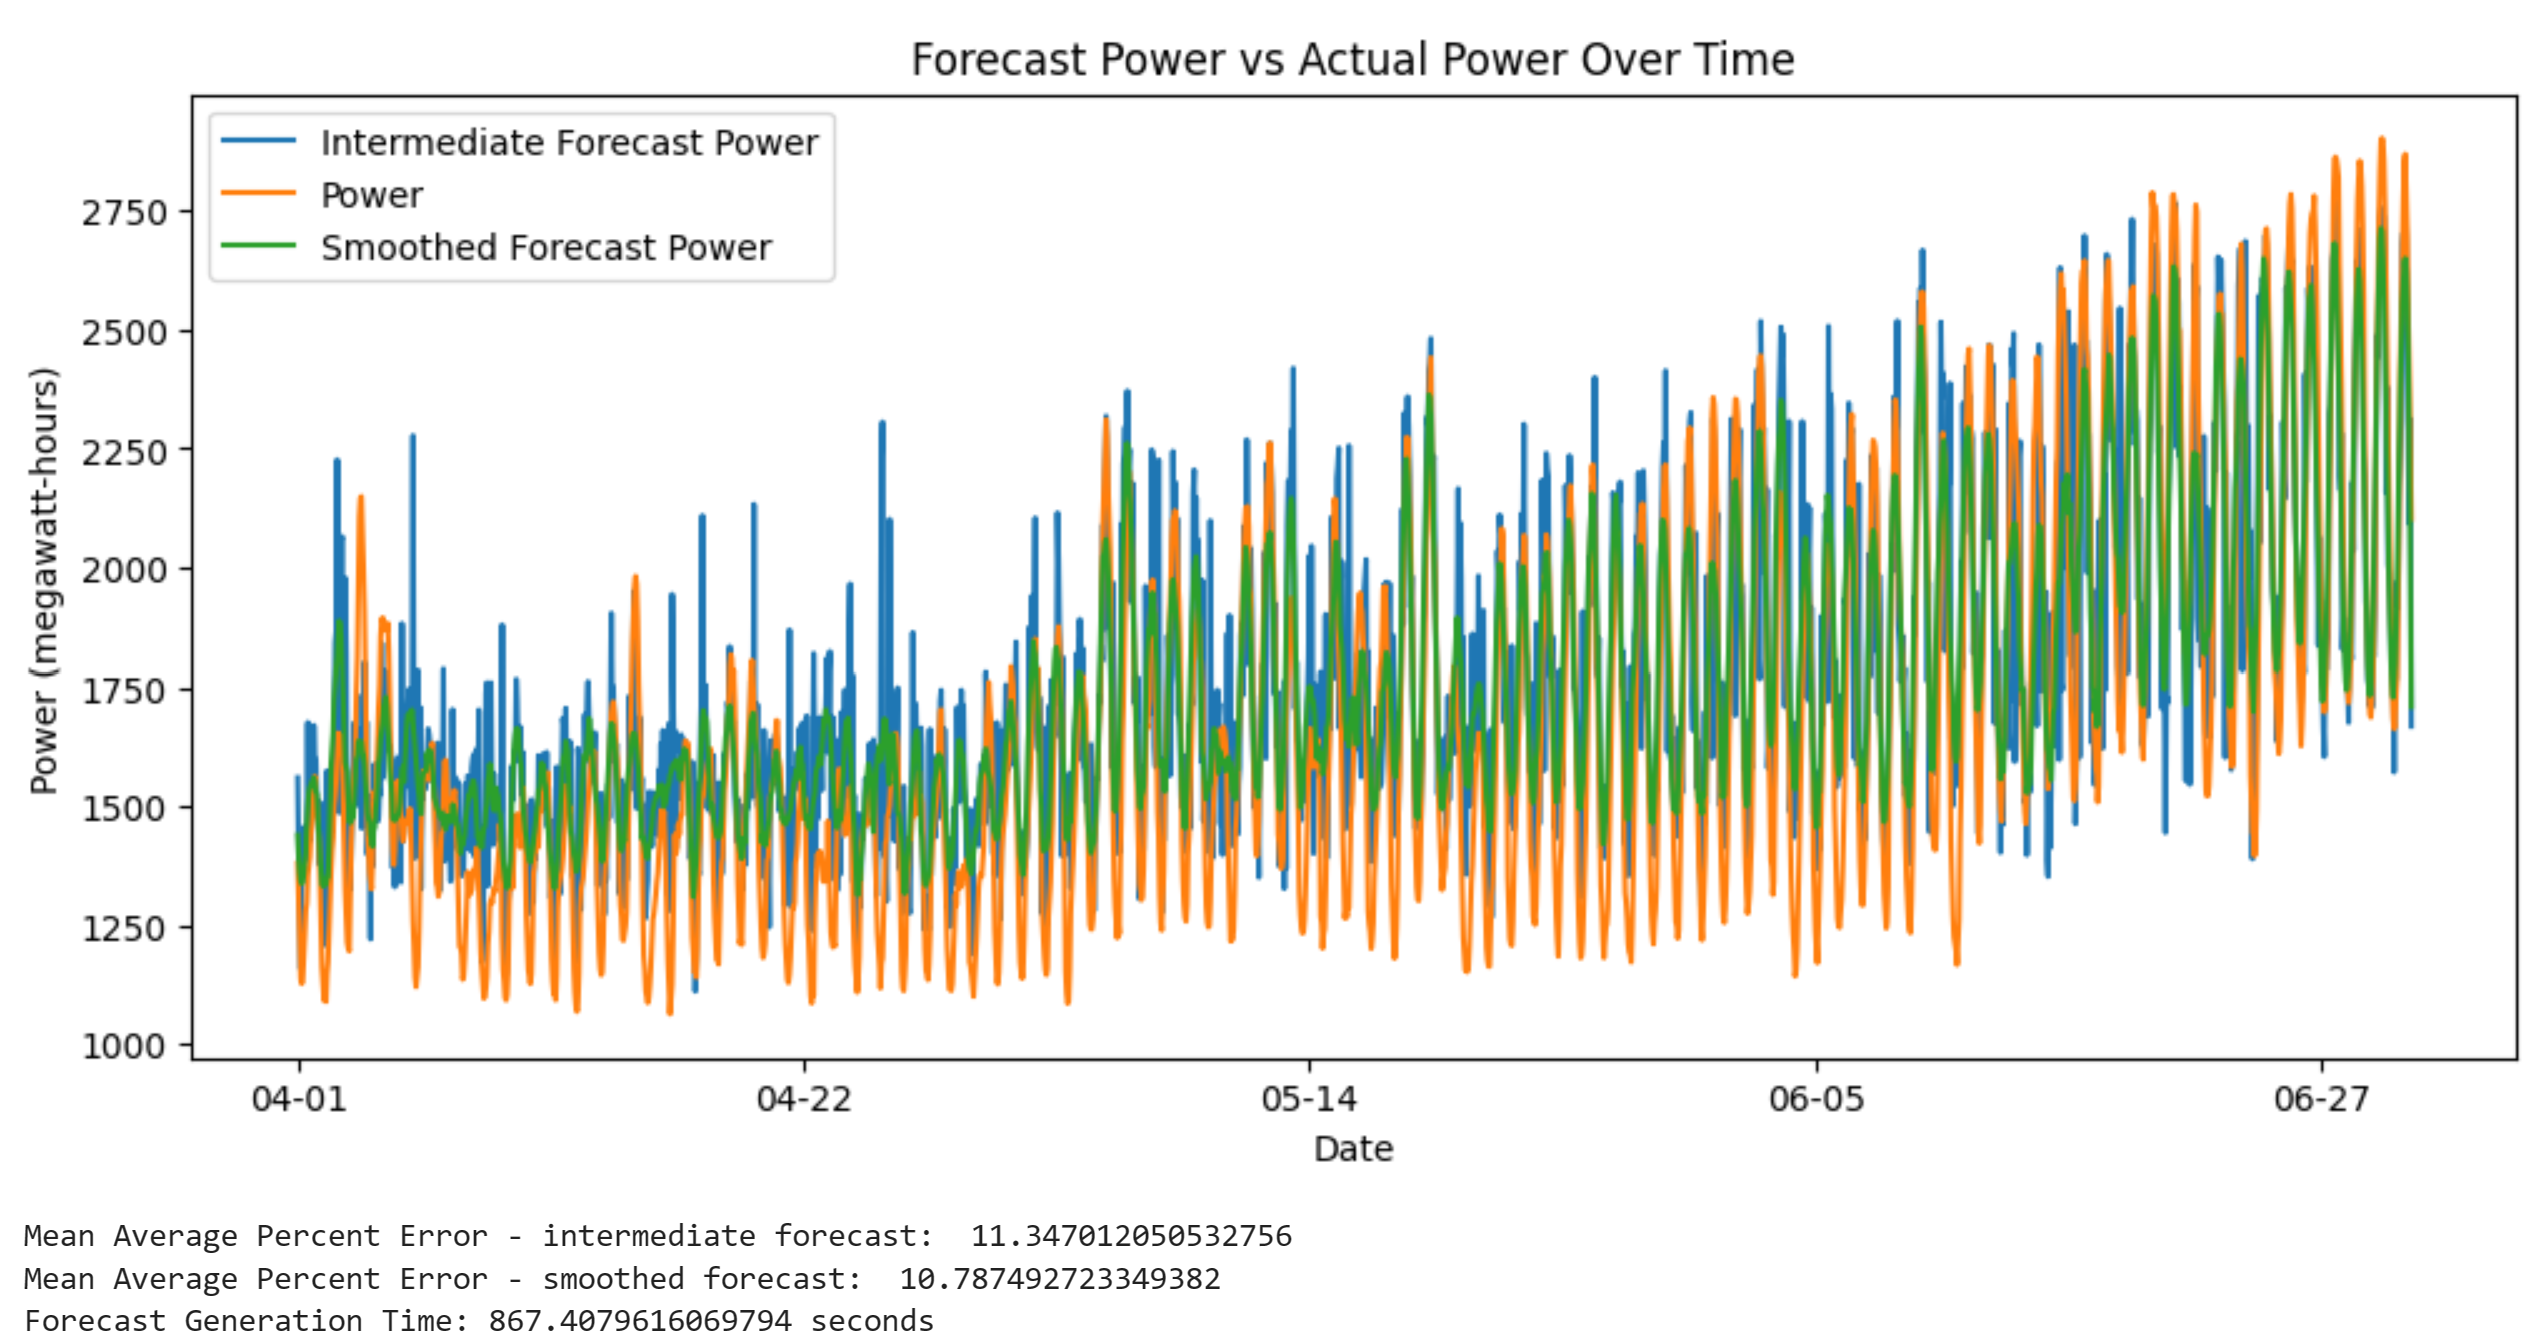 Forecast Power vs Actual Power Over Time
Intermediate Forecast Power
Power
Smoothed Forecast Power
Power (megawatt-hours)
2750
2500
2250
2000
1750
1500
1250
1000
04-01 04-22 05-14 06-05 06-27
Date
Mean Average Percent Error - intermediate forecast:  11.347012050532756
Mean Average Percent Error - smoothed forecast:  10.787492723349382
Forecast Generation Time: 867.4079616069794 seconds